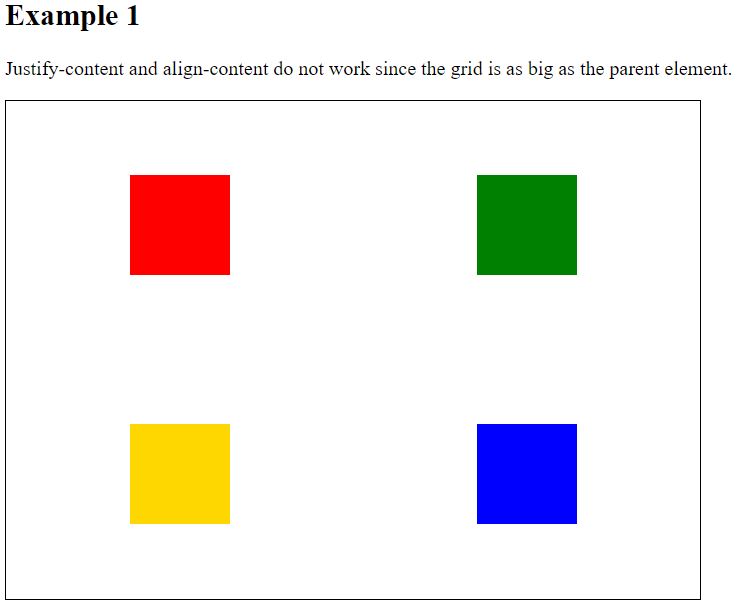 Example 1
Justify-content and align-content do not work since the grid is as big as the parent element.